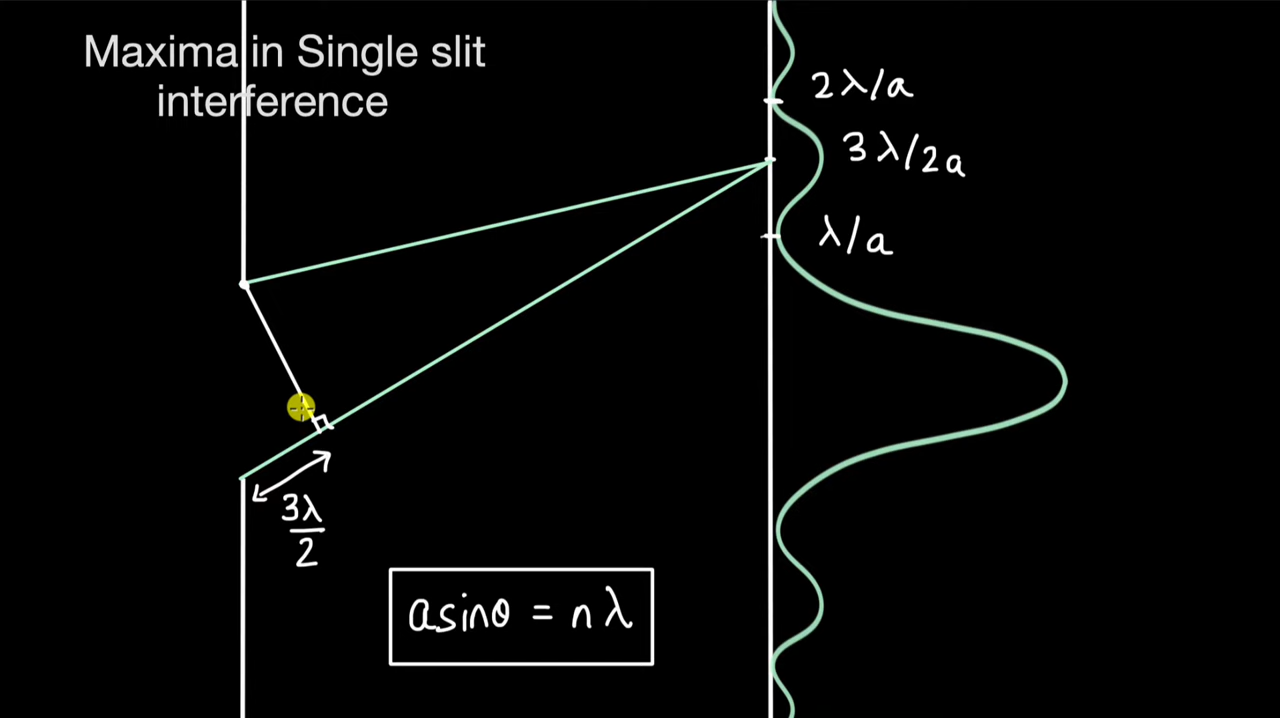 Maxima in Single slit
interference
2λ/a
3λ/2a
λ/a
3λ
2
asinθ = nλ